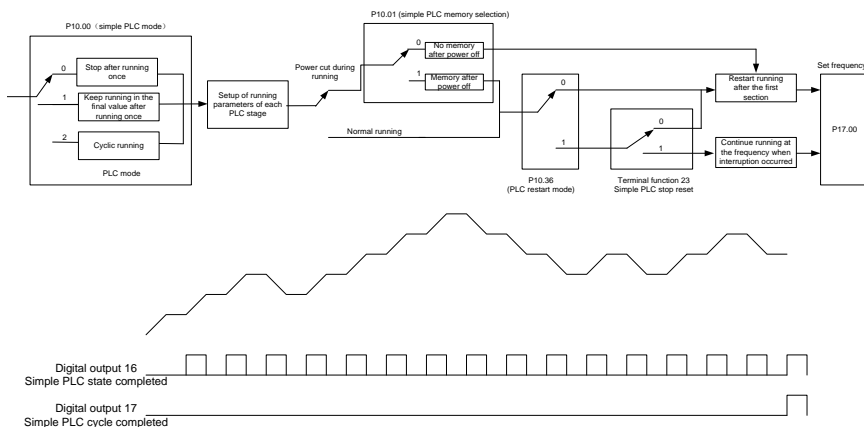 P10.00（simple PLC mode）
0
Stop after running
once
1
Keep running in the
final value after
running once
2
Cyclic running
PLC mode
Setup of running
parameters of each
PLC stage
Power cut during
running
Normal running
P10.01 (simple PLC memory selection)
0
No memory
after power off
1
Memory after
power off
0
1
P10.36
(PLC restart mode)
0
1
Terminal function 23
Simple PLC stop reset
Restart running
after the first
section
Continue running at
the frequency when
interruption occurred
Set frequency
P17.00
Digital output 16
Simple PLC state completed
Digital output 17
Simple PLC cycle completed